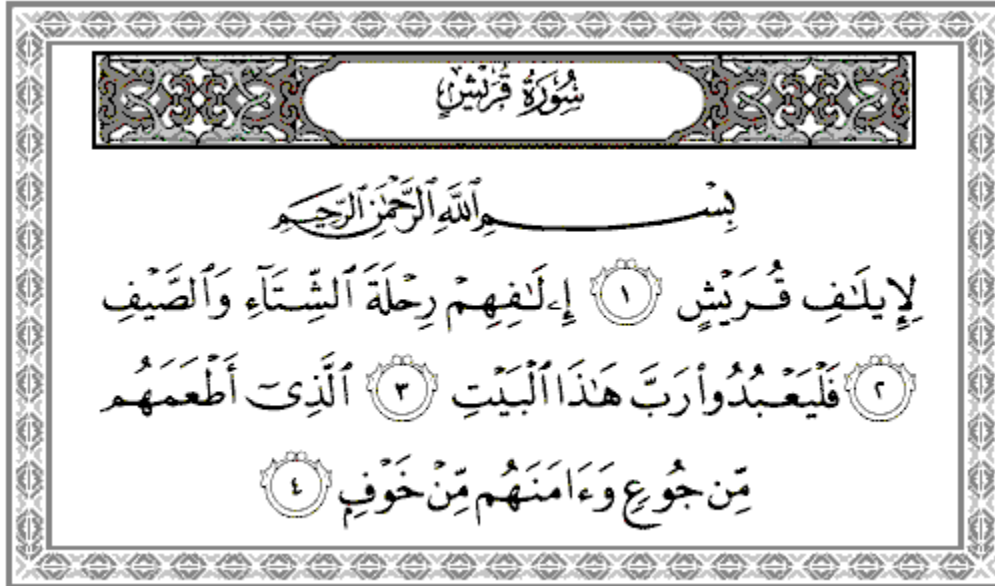 سُورَةُ قُرَيْشٍ
بِسْمِ ٱللَّهِ ٱلرَّحْمَٰنِ ٱلرَّحِيمِ
لِإِيلَٰفِ قُرَيْشٍ ١ إِۦلَٰفِهِمْ رِحْلَةَ ٱلشِّتَآءِ وَٱلصَّيْفِ
٢ فَلْيَعْبُدُوا۟ رَبَّ هَٰذَا ٱلْبَيْتِ ٣ ٱلَّذِىٓ أَطْعَمَهُم
مِّن جُوعٍ وَءَامَنَهُم مِّنْ خَوْفٍۭ ٤